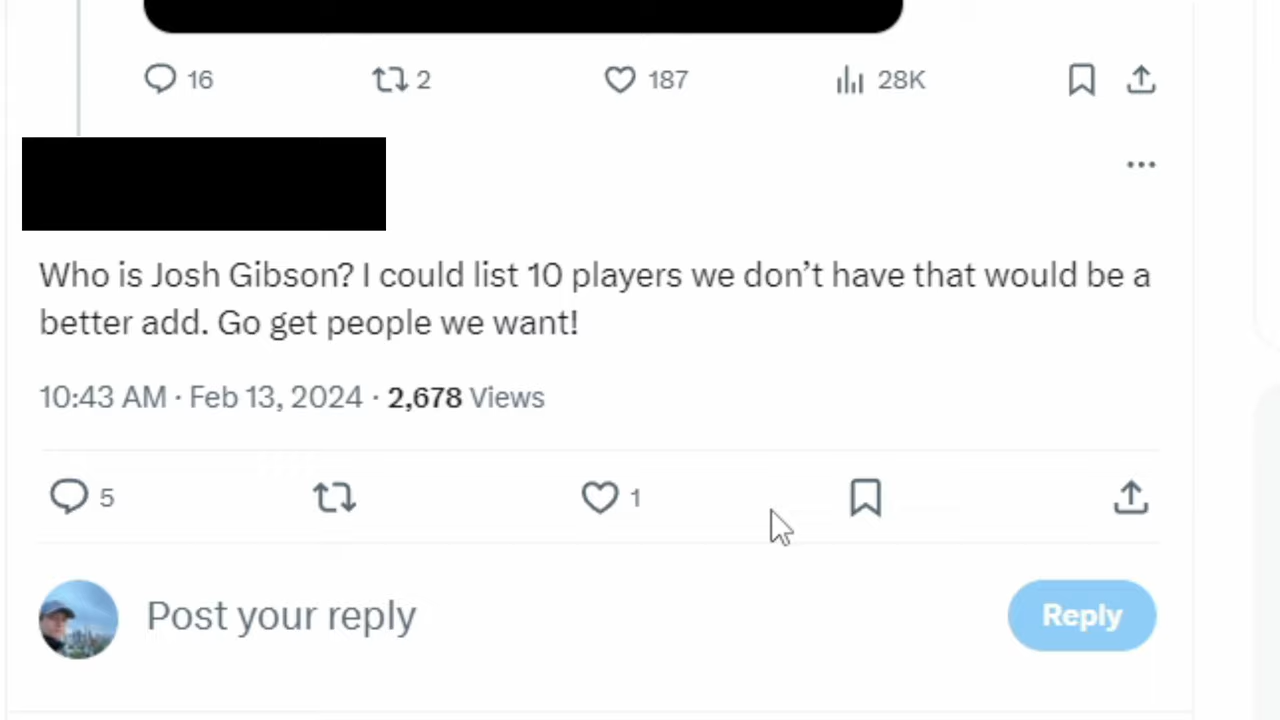 16 2 187 28K
Who is Josh Gibson? I could list 10 players we don’t have that would be a
better add. Go get people we want!
10:43 AM · Feb 13, 2024 · 2,678 Views
5 1
Post your reply Reply